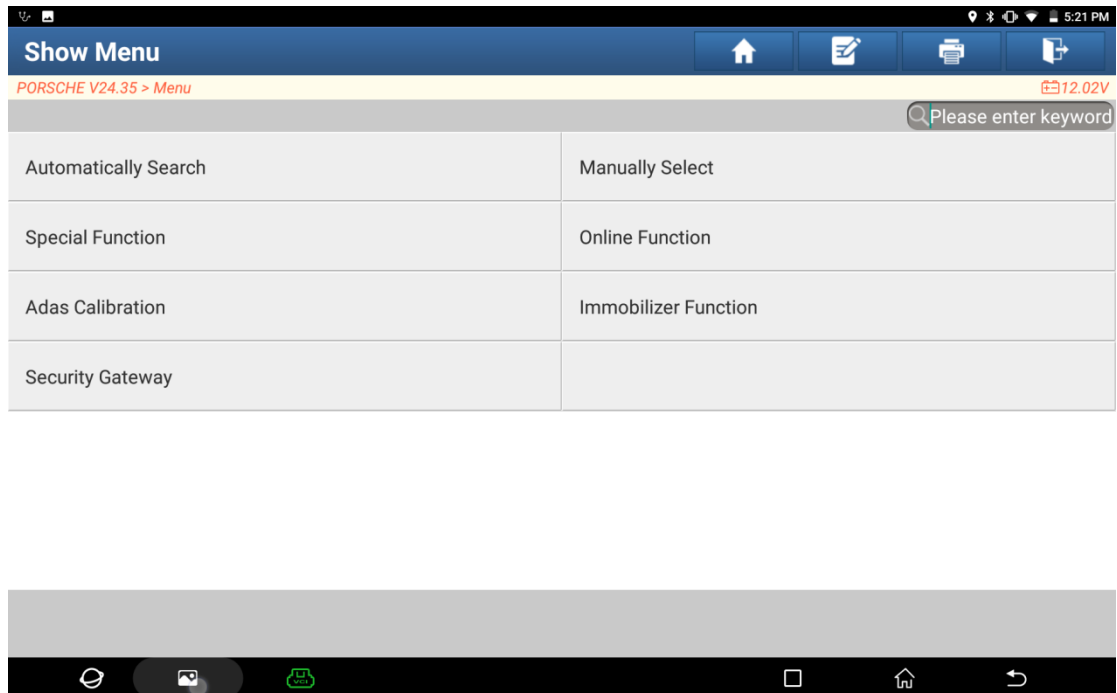 5:21 PM
Show Menu
PORSCHE V24.35 > Menu
12.02V
Please enter keyword
Automatically Search
Manually Select
Special Function
Online Function
Adas Calibration
Immobilizer Function
Security Gateway
VCI